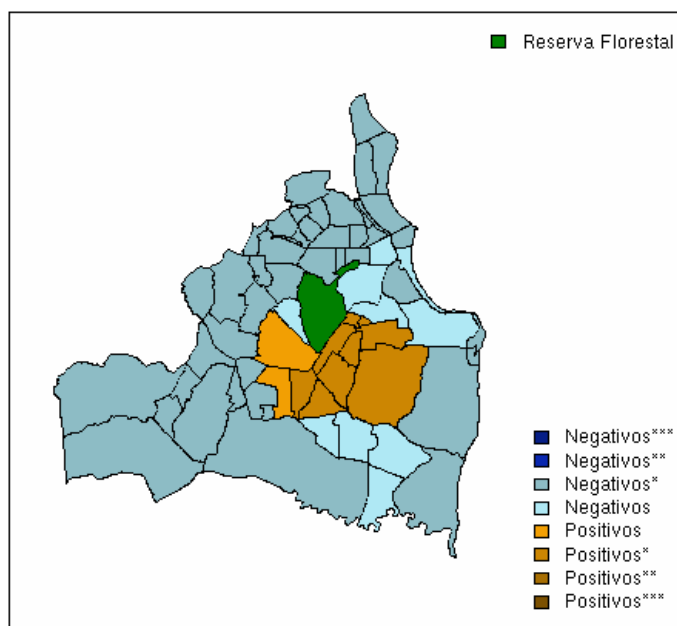 Reserva Florestal
Negativos***
Negativos**
Negativos*
Negativos
Positivos
Positivos*
Positivos**
Positivos***